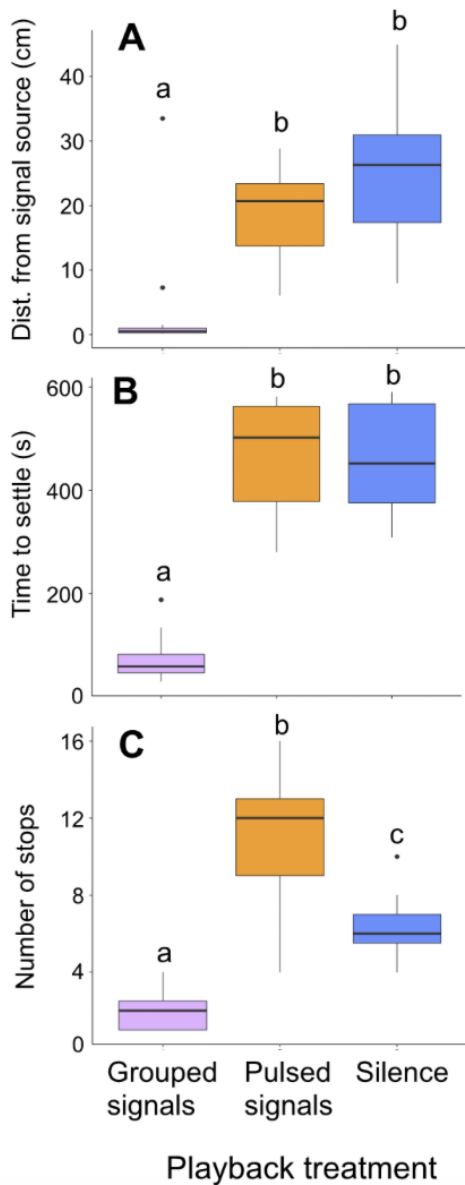 A
Dist. from signal source (cm)
40
30
20
10
0
a
b
b
B
Time to settle (s)
600
400
200
0
a
b
b
C
Number of stops
16
12
8
4
0
a
b
c
Grouped signals
Pulsed signals
Silence
Playback treatment